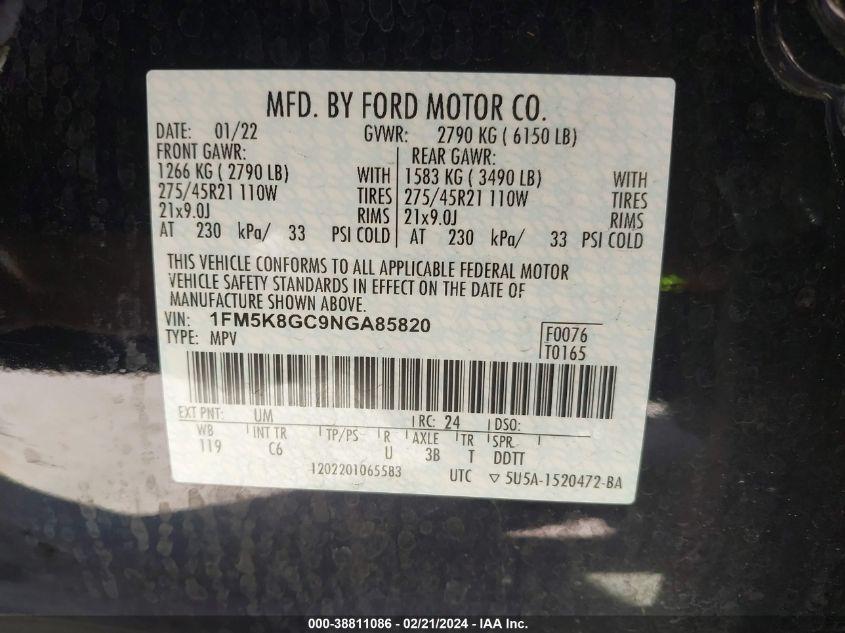 MFD. BY FORD MOTOR CO.
DATE: 01/22 GVWR: 2790 KG ( 6150 LB)
FRONT GAWR: REAR GAWR:
1266 KG ( 2790 LB) WITH 1583 KG ( 3490 LB) WITH
275/45R21 110W TIRES 275/45R21 110W TIRES
21x9.0J RIMS 21x9.0J RIMS
AT 230 kPa/ 33 PSI COLD AT 230 kPa/ 33 PSI COLD
THIS VEHICLE CONFORMS TO ALL APPLICABLE FEDERAL MOTOR
VEHICLE SAFETY STANDARDS IN EFFECT ON THE DATE OF
MANUFACTURE SHOWN ABOVE.
VIN: 1FM5K8GC9NGA85820 F0076
TYPE: MPV T0165
EXT PNT: UM RC: 24 DSO:
WB INT TR TP/PS R AXLE TR SPR
119 C6 U 3B T DDTT
1202201065583 UTC ▽ 5U5A-1520472-BA
000-38811086 - 02/21/2024 - IAA Inc.